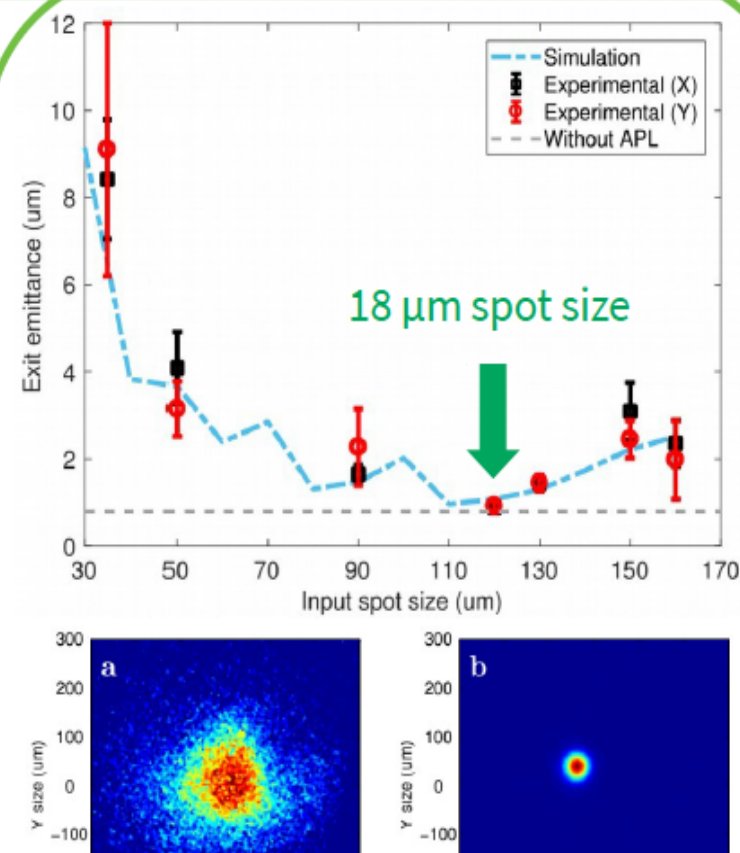 12
10
8
6
4
2
0
Exit emittance (um)
Simulation
Experimental (X)
Experimental (Y)
Without APL
18 μm spot size
30 50 70 90 110 130 150 170
Input spot size (um)
300
200
100
0
−100
Y size (um)
a
300
200
100
0
−100
Y size (um)
b